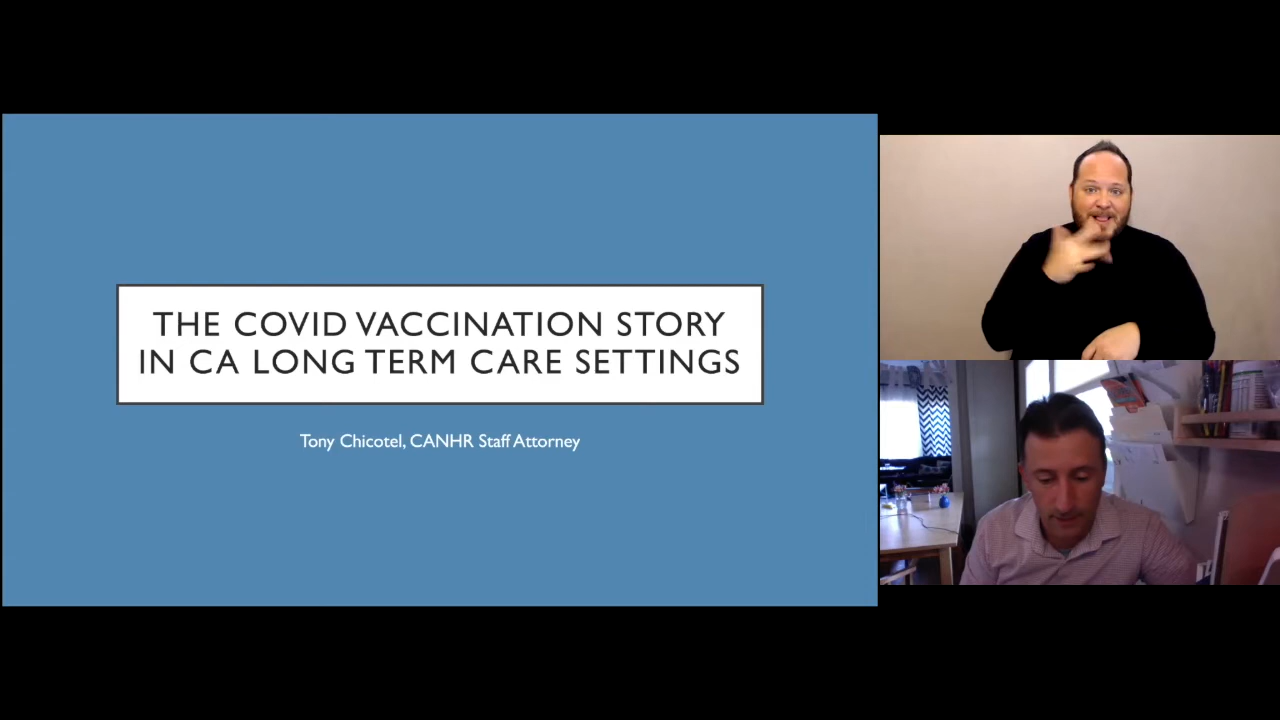 THE COVID VACCINATION STORY
IN CA LONG TERM CARE SETTINGS
Tony Chicotel, CANHR Staff Attorney